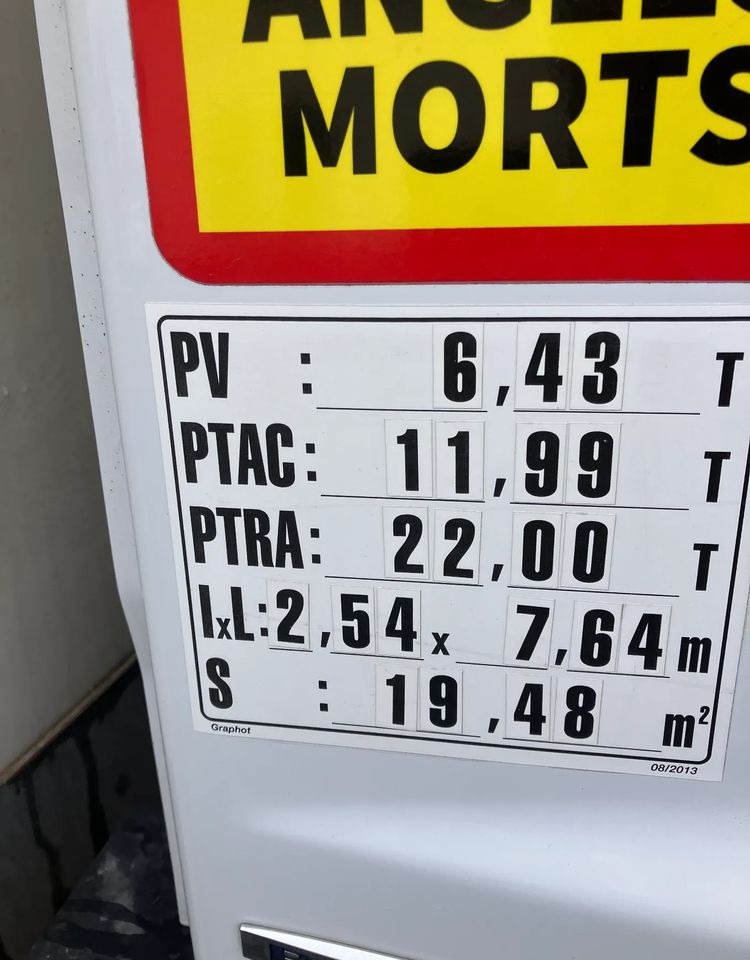 MORTS
PV : 6,43 T
PTAC: 11,99 T
PTRA: 22,00 T
lxL: 2,54 x 7,64 m
S : 19,48 m²
Graphot
08/2013